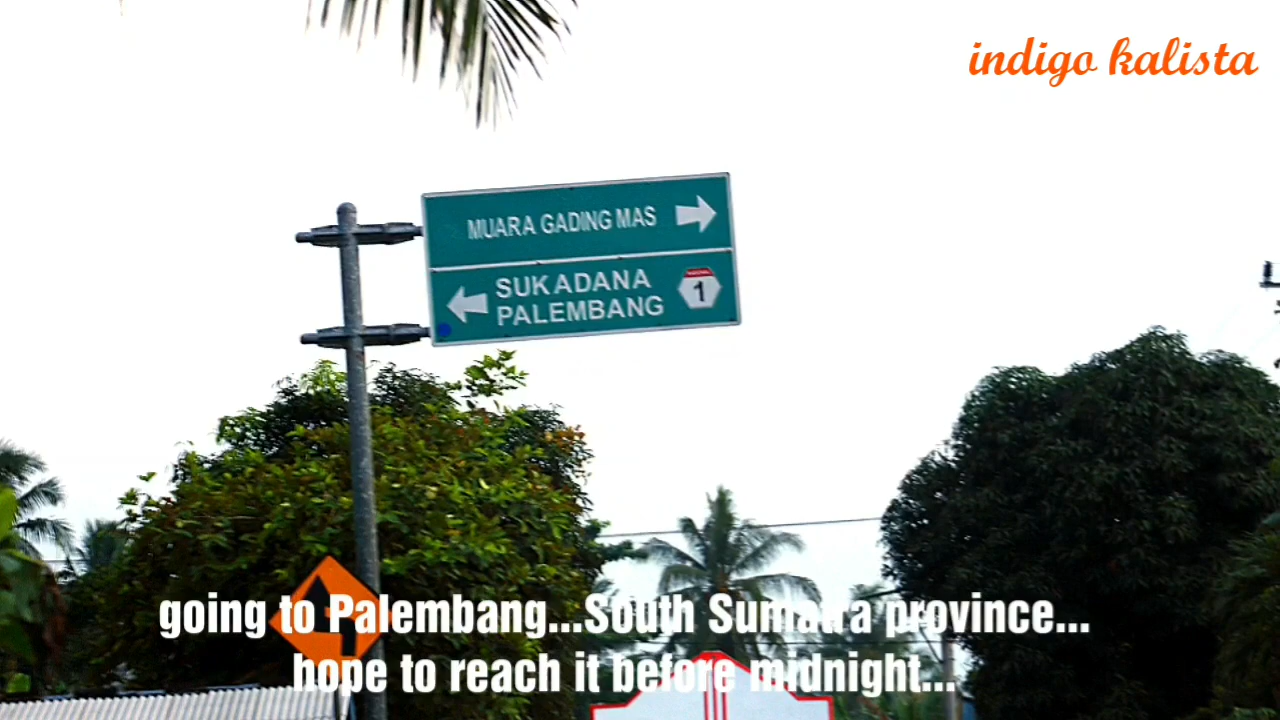 indigo kalista
MUARA GADING MAS
SUKADANA
PALEMBANG
1
going to Palembang...South Sumatra province...
hope to reach it before midnight...